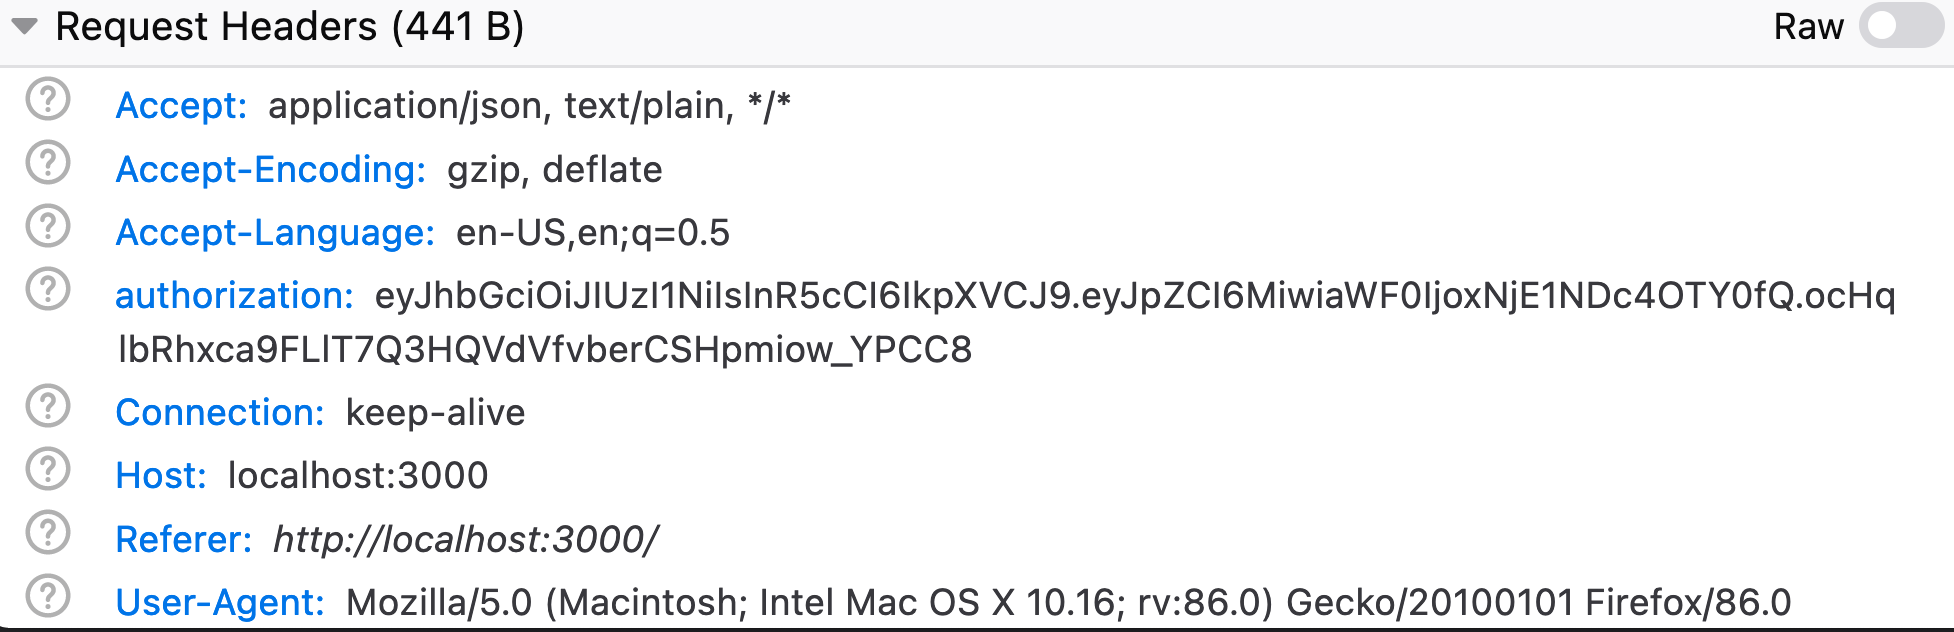 Request Headers (441 B)
Raw
Accept: application/json, text/plain, */*
Accept-Encoding: gzip, deflate
Accept-Language: en-US,en;q=0.5
authorization: eyJhbGciOiJIUzI1NiIsInR5cCI6IkpXVCJ9.eyJpZCI6MiwiaWF0IjoxNjE1NDc4OTY0fQ.ocHq
lbRhxca9FLlT7Q3HQVdVfvberCSHpmiow_YPCC8
Connection: keep-alive
Host: localhost:3000
Referer: http://localhost:3000/
User-Agent: Mozilla/5.0 (Macintosh; Intel Mac OS X 10.16; rv:86.0) Gecko/20100101 Firefox/86.0